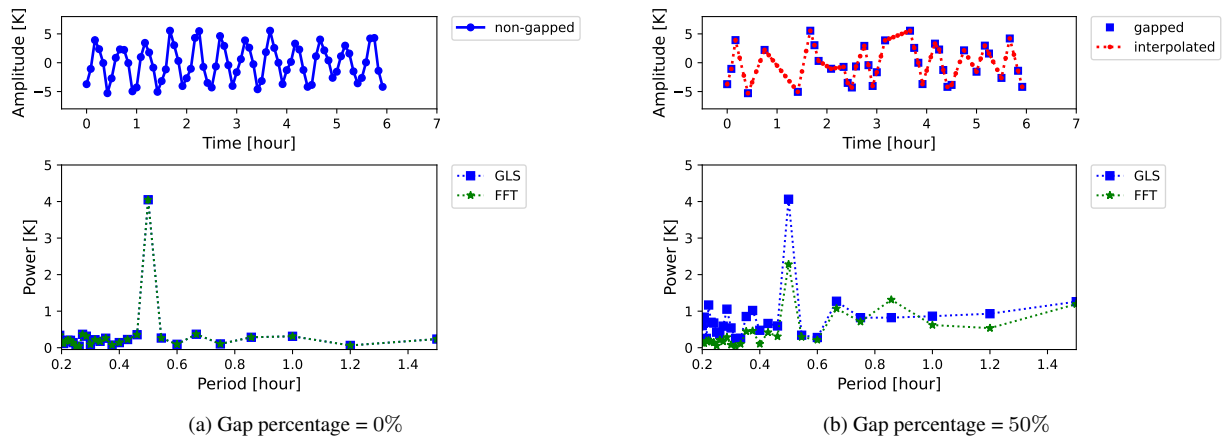 Amplitude [K]
5
0
−5
0 1 2 3 4 5 6 7
Time [hour]
non-gapped
Power [K]
5
4
3
2
1
0
0.2 0.4 0.6 0.8 1.0 1.2 1.4
Period [hour]
GLS
FFT
(a) Gap percentage = 0%
Amplitude [K]
5
0
−5
0 1 2 3 4 5 6 7
Time [hour]
gapped
interpolated
Power [K]
5
4
3
2
1
0
0.2 0.4 0.6 0.8 1.0 1.2 1.4
Period [hour]
GLS
FFT
(b) Gap percentage = 50%